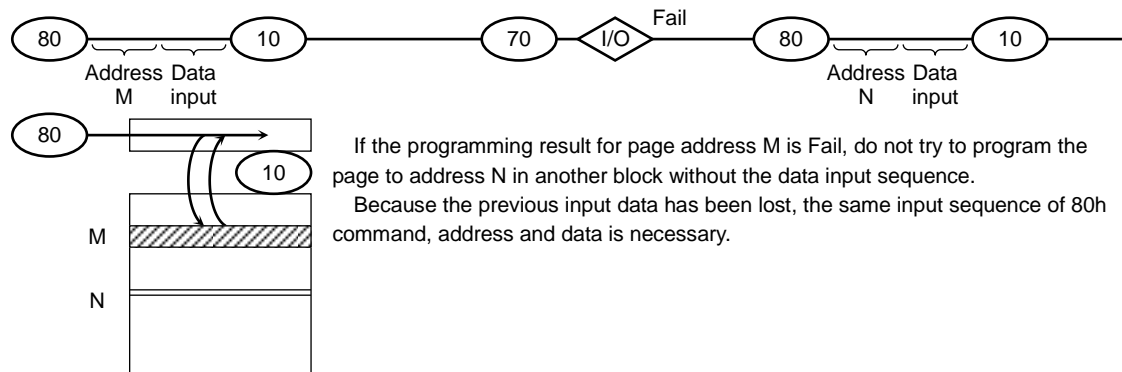 Fail
80 10 70 I/O 80 10
Address Data Address Data
M input N input
80
If the programming result for page address M is Fail, do not try to program the
page to address N in another block without the data input sequence.
10
Because the previous input data has been lost, the same input sequence of 80h
command, address and data is necessary.
M
N